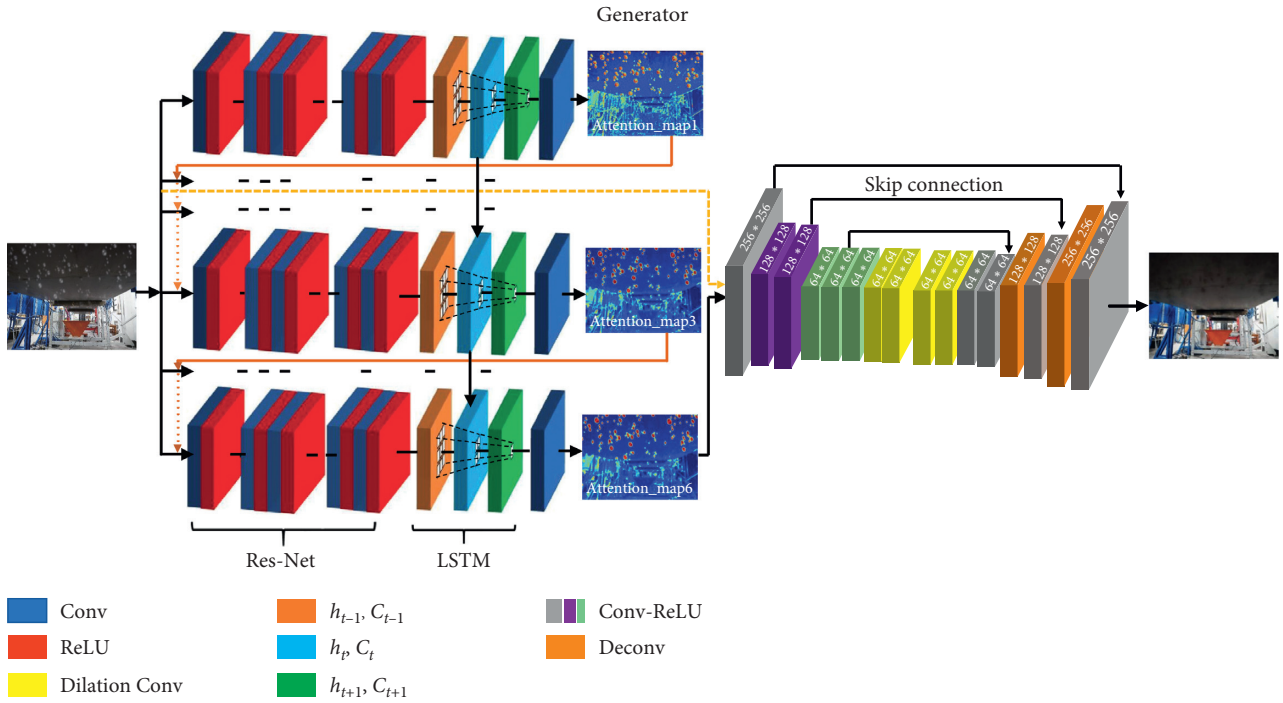 Generator
Attention_map1
Skip connection
256 * 256
128 * 128
128 * 128
64 * 64
64 * 64
64 * 64
64 * 64
64 * 64
64 * 64
64 * 64
64 * 64
64 * 64
128 * 128
128 * 128
256 * 256
256 * 256
Attention_map3
Attention_map6
Res-Net
LSTM
Conv
ReLU
Dilation Conv
h_{t–1}, C_{t–1}
h_t, C_t
h_{t+1}, C_{t+1}
Conv-ReLU
Deconv